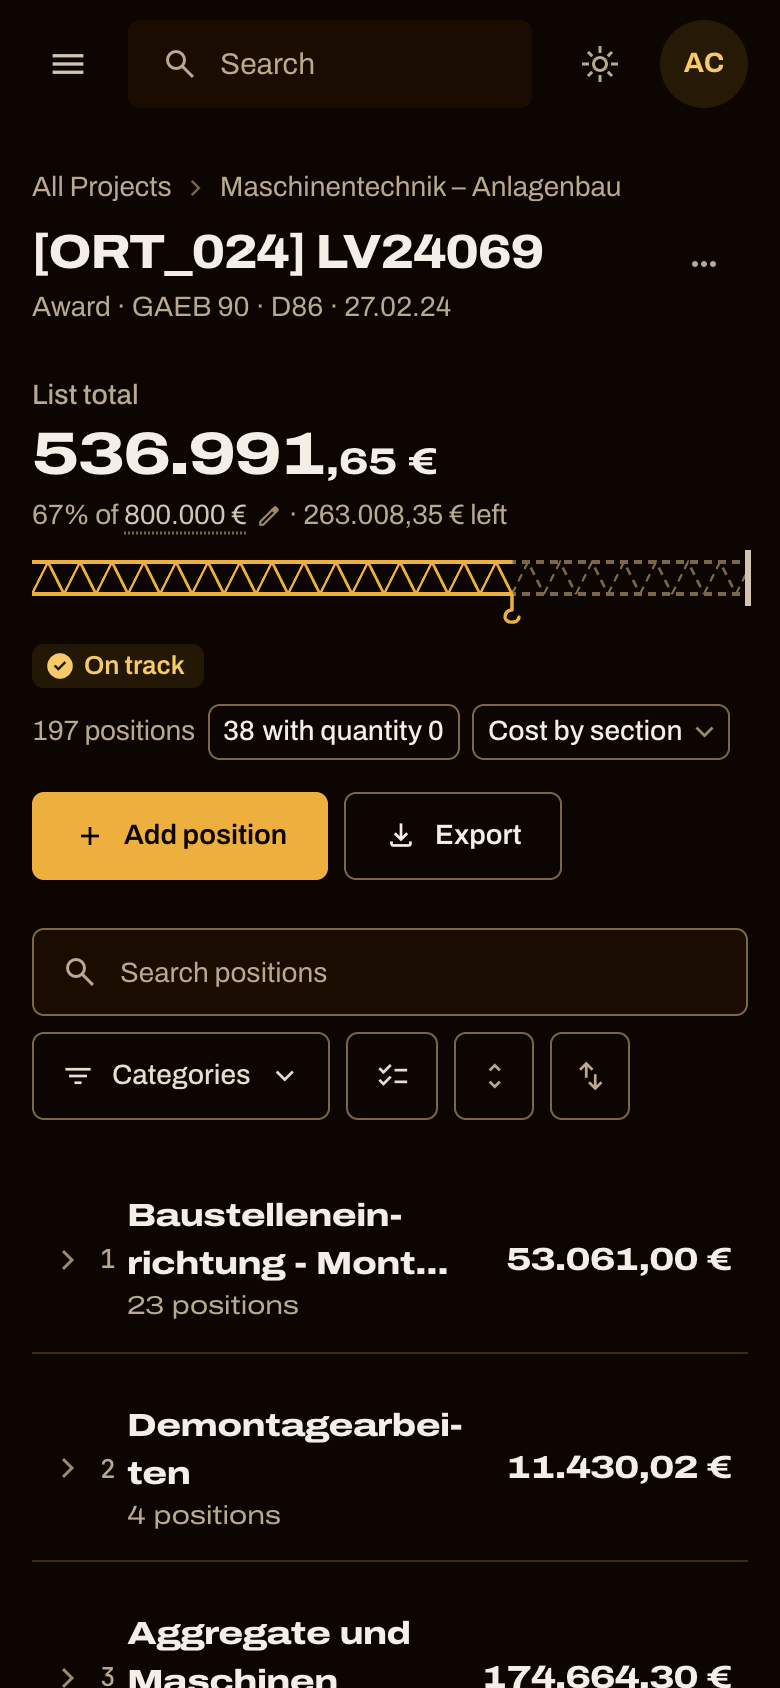 Search
AC
All Projects > Maschinentechnik – Anlagenbau
[ORT_024] LV24069
Award · GAEB 90 · D86 · 27.02.24
List total
536.991,65 €
67% of 800.000 € · 263.008,35 € left
On track
197 positions 38 with quantity 0 Cost by section
+ Add position Export
Search positions
Categories
Baustellenein-
1 richtung - Mont... 53.061,00 €
23 positions
Demontagearbei-
2 ten 11.430,02 €
4 positions
Aggregate und
3 Maschinen 174.664,30 €